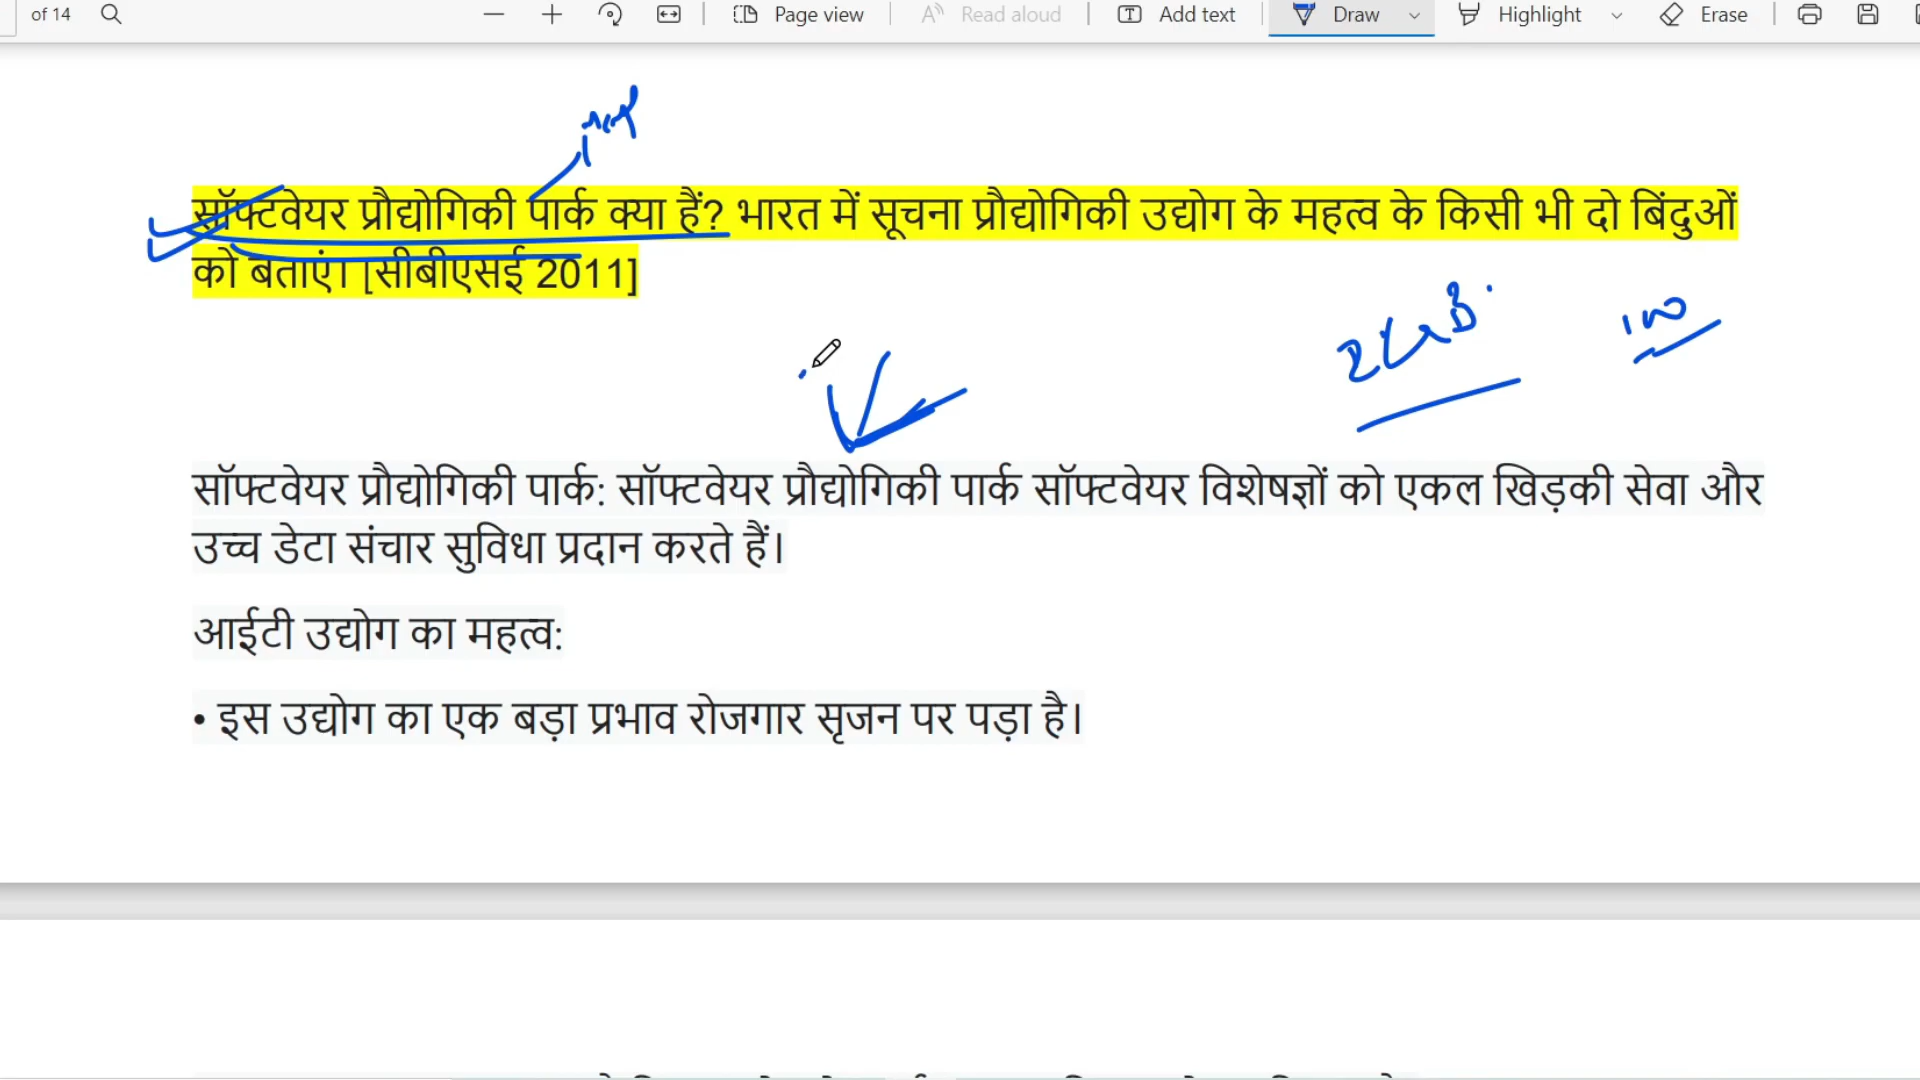 of 14 Page view Read aloud Add text Draw Highlight Erase
सॉफ्टवेयर प्रौद्योगिकी पार्क क्या हैं? भारत में सूचना प्रौद्योगिकी उद्योग के महत्व के किसी भी दो बिंदुओं
को बताएं। [सीबीएसई 2011]
सॉफ्टवेयर प्रौद्योगिकी पार्क: सॉफ्टवेयर प्रौद्योगिकी पार्क सॉफ्टवेयर विशेषज्ञों को एकल खिड़की सेवा और
उच्च डेटा संचार सुविधा प्रदान करते हैं।
आईटी उद्योग का महत्व:
• इस उद्योग का एक बड़ा प्रभाव रोजगार सृजन पर पड़ा है।